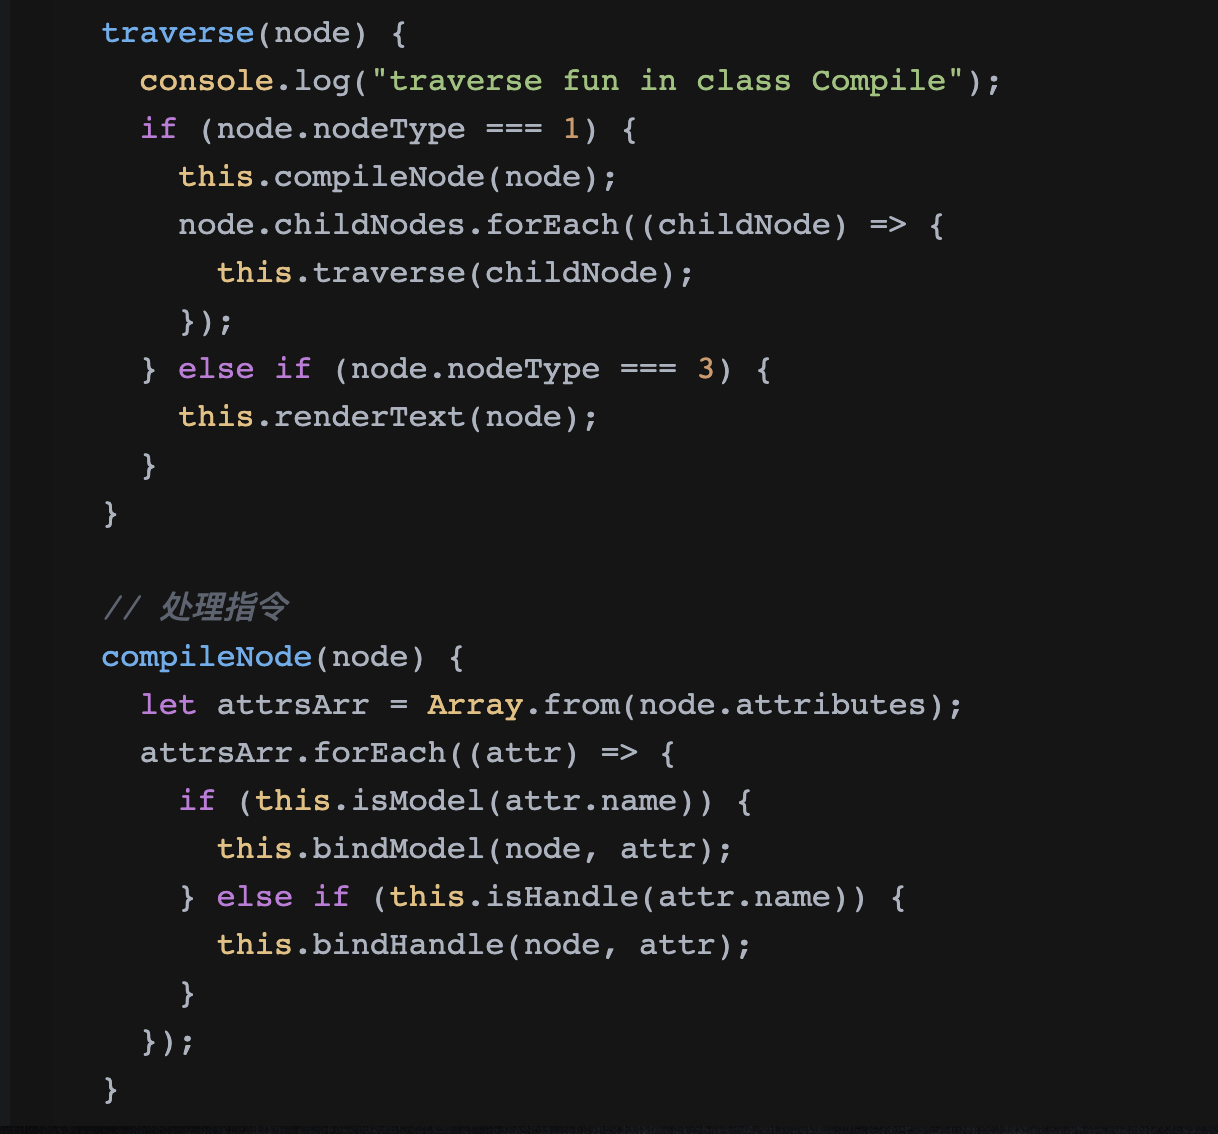 traverse(node) {
console.log("traverse fun in class Compile");
if (node.nodeType === 1) {
this.compileNode(node);
node.childNodes.forEach((childNode) => {
this.traverse(childNode);
});
} else if (node.nodeType === 3) {
this.renderText(node);
}
}
// 处理指令
compileNode(node) {
let attrsArr = Array.from(node.attributes);
attrsArr.forEach((attr) => {
if (this.isModel(attr.name)) {
this.bindModel(node, attr);
} else if (this.isHandle(attr.name)) {
this.bindHandle(node, attr);
}
});
}